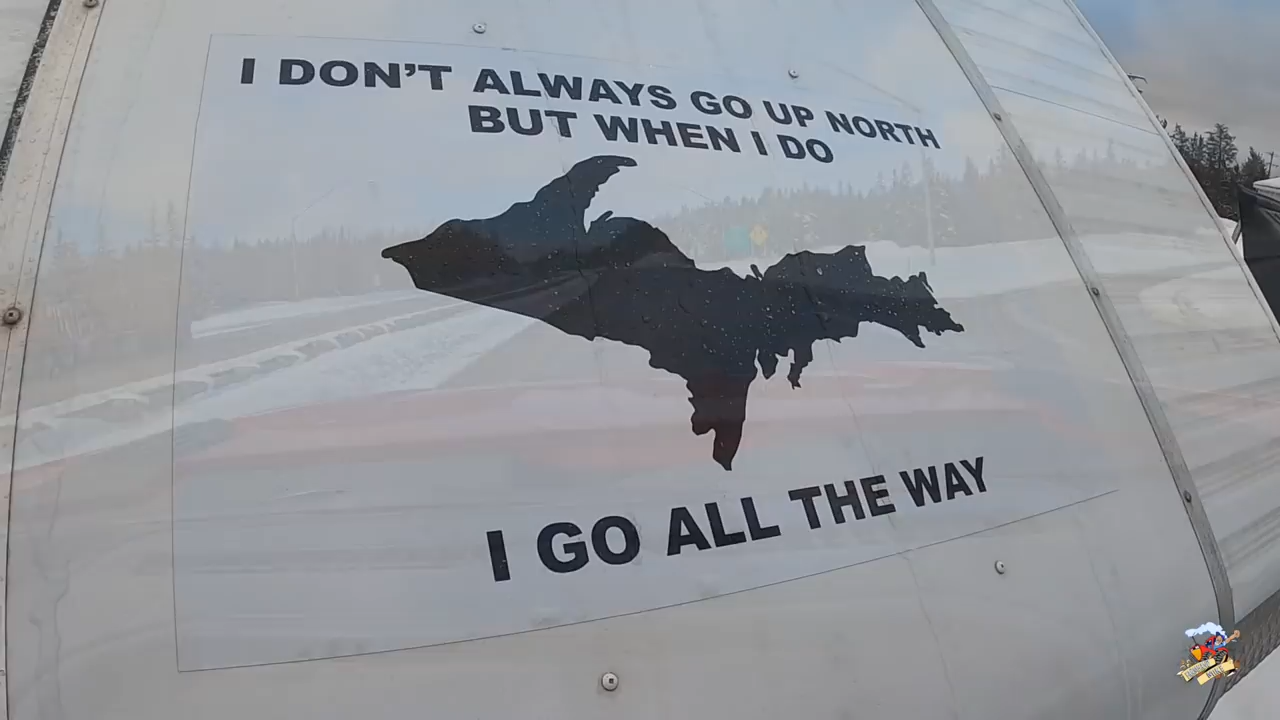 I DON'T ALWAYS GO UP NORTH
BUT WHEN I DO
I GO ALL THE WAY